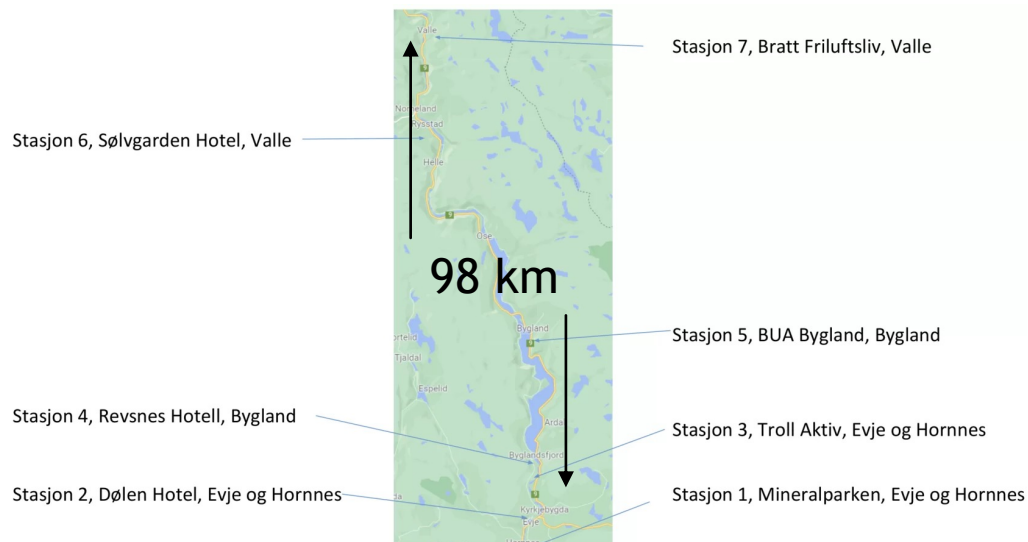 Valle
Stasjon 7, Bratt Friluftsliv, Valle
Rysstad
Stasjon 6, Sølvgarden Hotel, Valle
Helle
Ose
98 km
Bygland
Stasjon 5, BUA Bygland, Bygland
Tjaldal
Espelid
Stasjon 4, Revsnes Hotell, Bygland
Stasjon 3, Troll Aktiv, Evje og Hornnes
Byglandsfjord
Stasjon 2, Dølen Hotel, Evje og Hornnes
Stasjon 1, Mineralparken, Evje og Hornnes
Kyrkjebygda
Evje